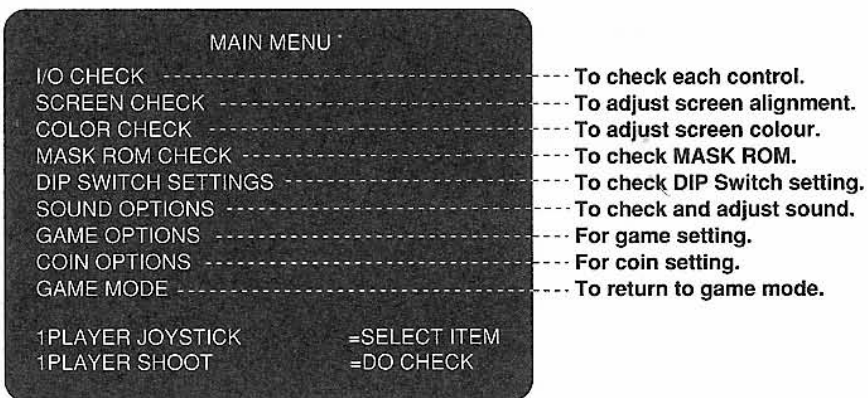 MAIN MENU
I/O CHECK ---------- To check each control.
SCREEN CHECK ---------- To adjust screen alignment.
COLOR CHECK ---------- To adjust screen colour.
MASK ROM CHECK ---------- To check MASK ROM.
DIP SWITCH SETTINGS ---------- To check DIP Switch setting.
SOUND OPTIONS ---------- To check and adjust sound.
GAME OPTIONS ---------- For game setting.
COIN OPTIONS ---------- For coin setting.
GAME MODE ---------- To return to game mode.
1PLAYER JOYSTICK =SELECT ITEM
1PLAYER SHOOT =DO CHECK